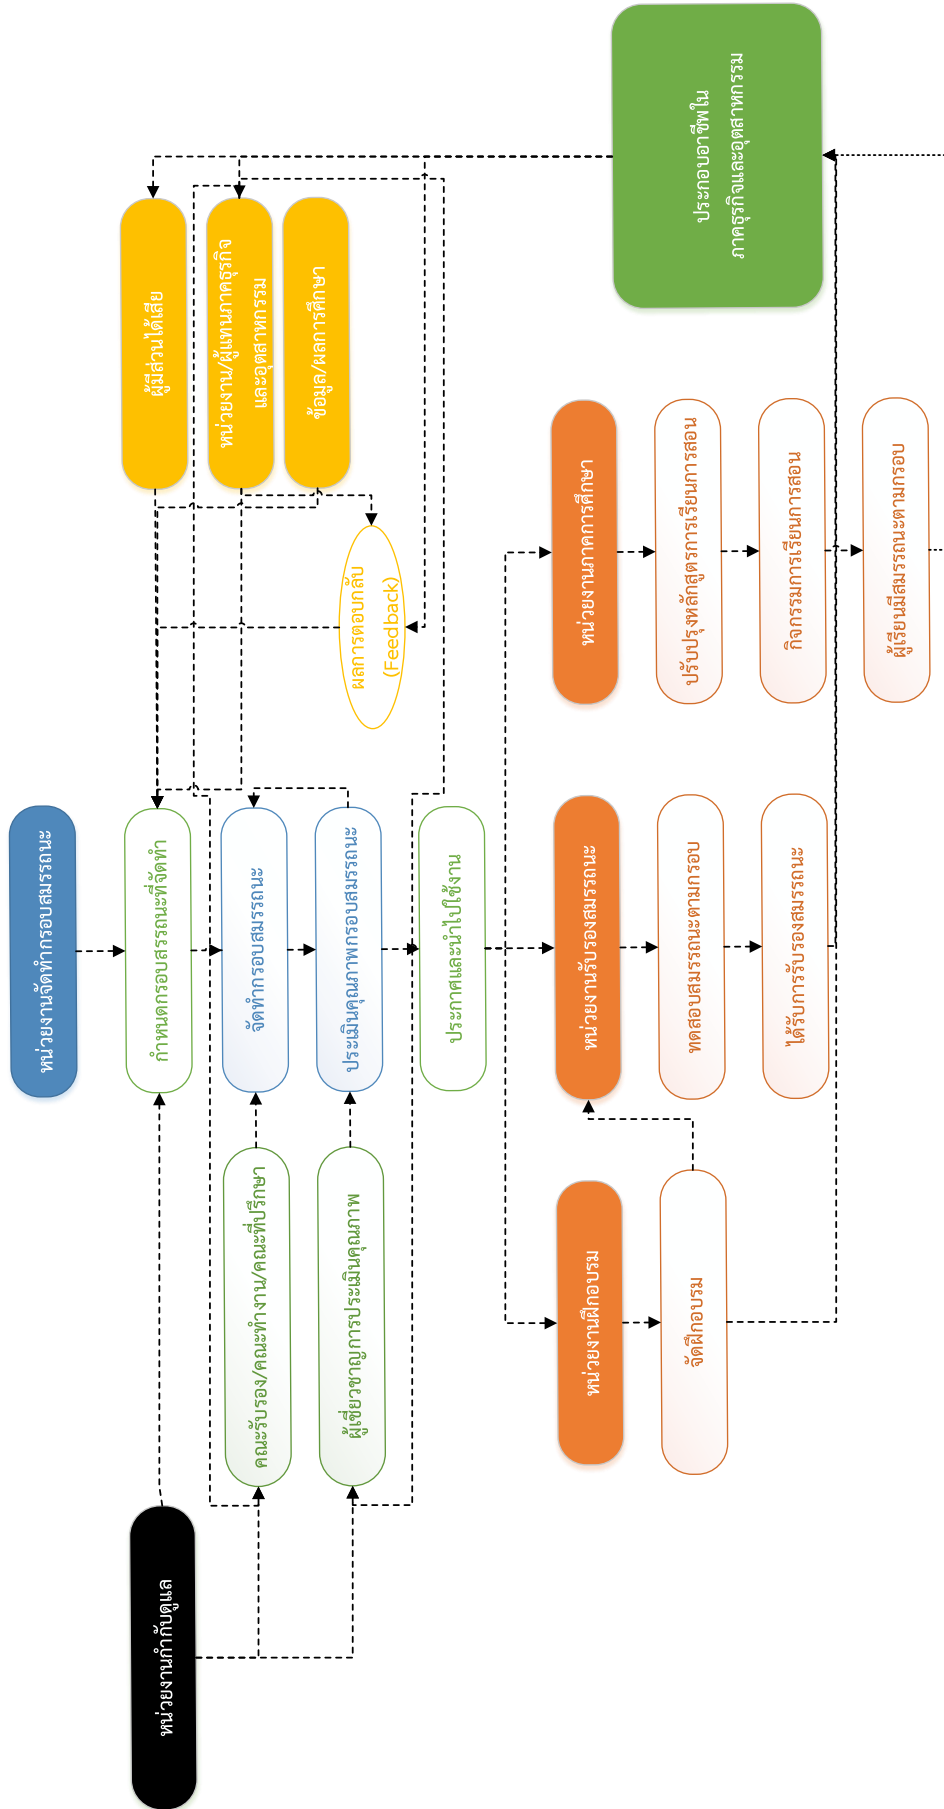 หน่วยงานจัดทำกรอบสมรรถนะ
หน่วยงานกำกับดูแล
กำหนดกรอบสรรถนะที่จัดทำ
ผู้มีส่วนได้เสีย
หน่วยงาน/ผู้แทนภาคธุรกิจ
และอุตสาหกรรม
ข้อมูล/ผลการศึกษา
คณะรับรอง/คณะทำงาน/คณะที่ปรึกษา
จัดทำกรอบสมรรถนะ
ผู้เชี่ยวชาญการประเมินคุณภาพ
ประเมินคุณภาพกรอบสมรรถนะ
ผลการตอบกลับ
(Feedback)
ประกาศและนำไปใช้งาน
หน่วยงานฝึกอบรม
หน่วยงานรับรองสมรรถนะ
หน่วยงานภาคการศึกษา
จัดฝึกอบรม
ทดสอบสมรรถนะตามกรอบ
ปรับปรุงหลักสูตรการเรียนการสอน
ได้รับการรับรองสมรรถนะ
กิจกรรมการเรียนการสอน
ผู้เรียนมีสมรรถนะตามกรอบ
ประกอบอาชีพใน
ภาคธุรกิจและอุตสาหกรรม